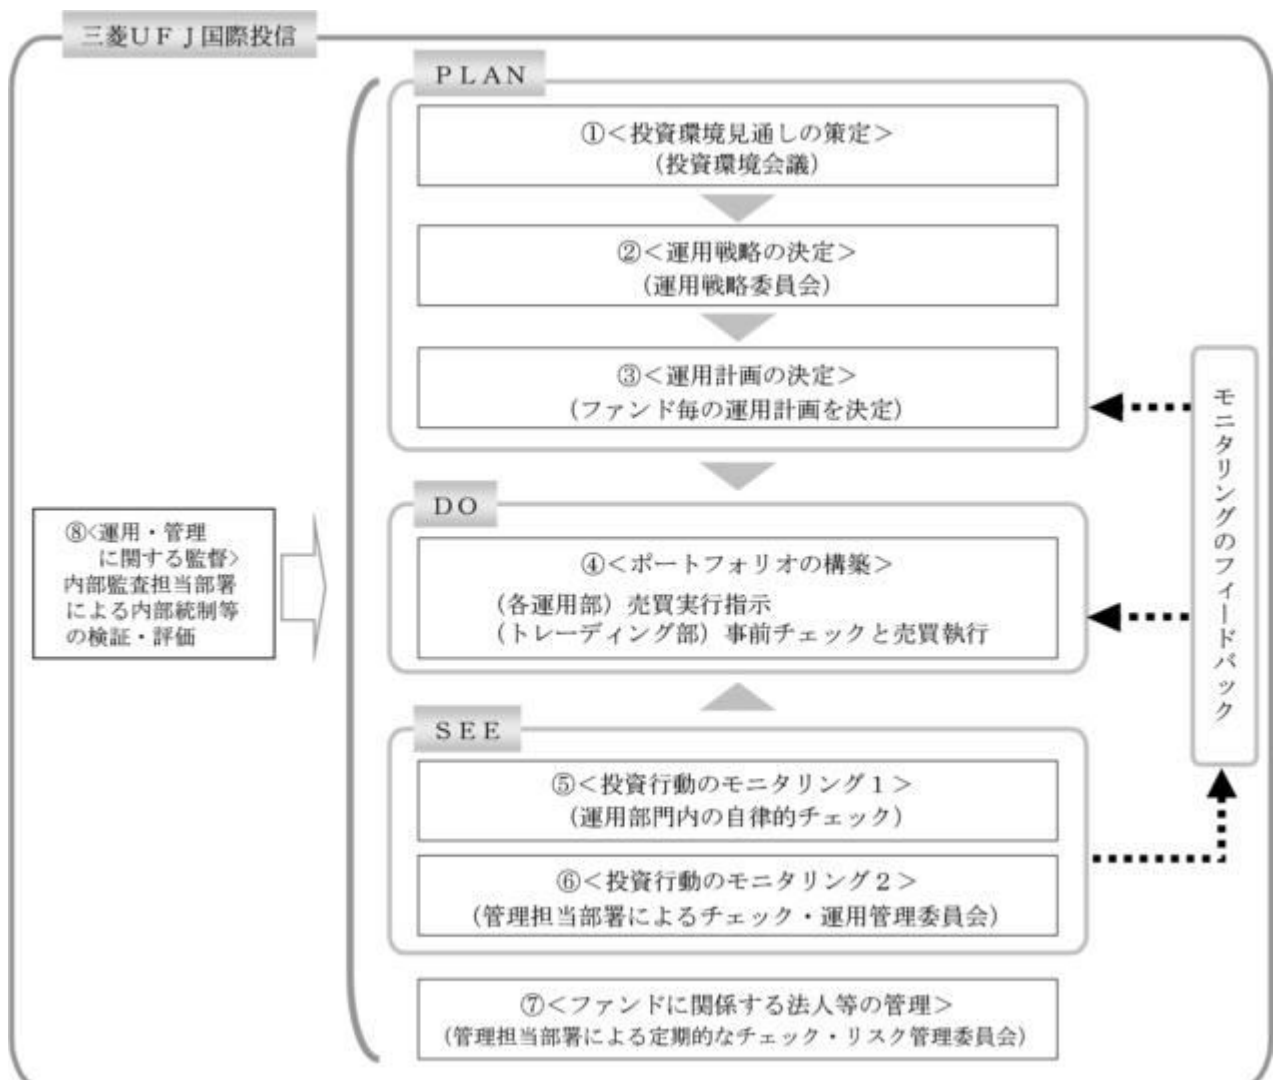 三菱ＵＦＪ国際投信
ＰＬＡＮ
①＜投資環境見通しの策定＞
（投資環境会議）
②＜運用戦略の決定＞
（運用戦略委員会）
③＜運用計画の決定＞
（ファンド毎の運用計画を決定）
ＤＯ
④＜ポートフォリオの構築＞
（各運用部）売買実行指示
（トレーディング部）事前チェックと売買執行
ＳＥＥ
⑤＜投資行動のモニタリング１＞
（運用部門内の自律的チェック）
⑥＜投資行動のモニタリング２＞
（管理担当部署によるチェック・運用管理委員会）
⑦＜ファンドに関係する法人等の管理＞
（管理担当部署による定期的なチェック・リスク管理委員会）
⑧<運用・管理
に関する監督>
内部監査担当部署
による内部統制等
の検証・評価
モニタリングのフィードバック